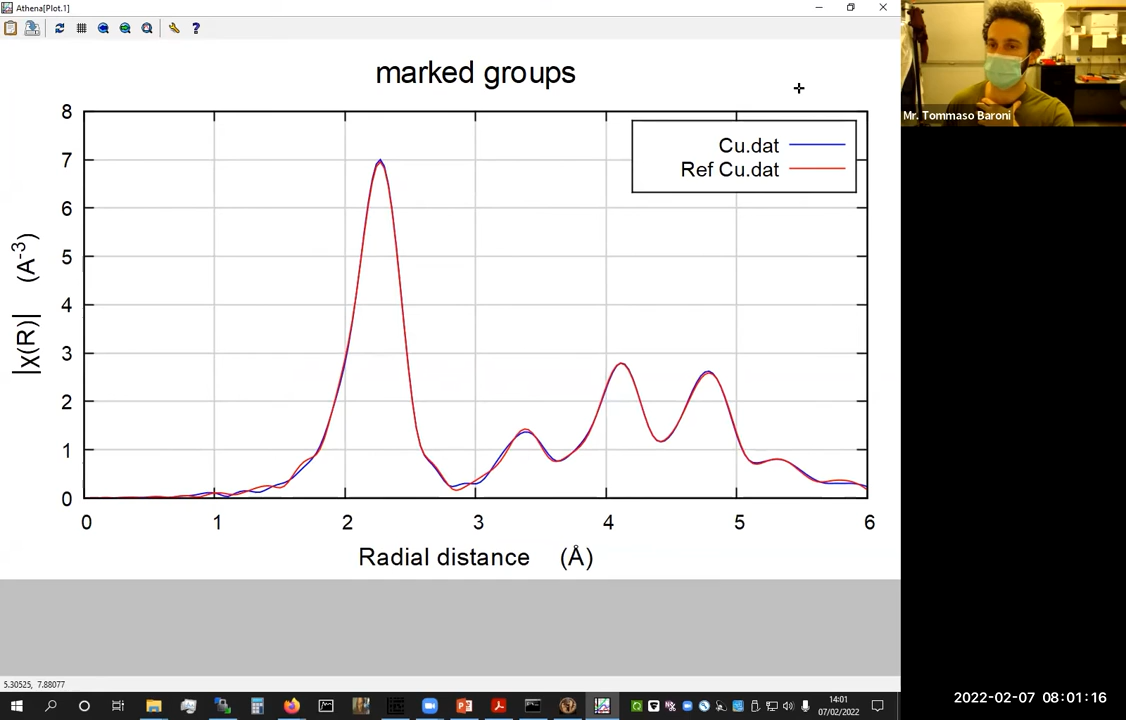 Athena[Plot.1]
marked groups
Mr. Tommaso Baroni
Cu.dat
Ref Cu.dat
8
7
6
5
4
3
2
1
0
|χ(R)| (A-3)
0 1 2 3 4 5 6
Radial distance (Å)
5.30525, 7.88077
14:01
07/02/2022
2022-02-07 08:01:16